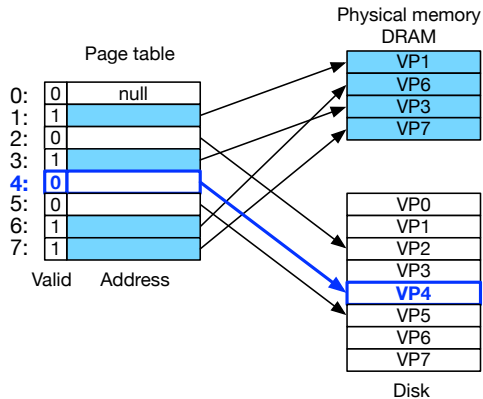 Physical memory
DRAM
Page table
VP1
VP6
VP3
VP7
0: 0 null
1: 1
2: 0
3: 1
4: 0
5: 0
6: 1
7: 1
Valid Address
VP0
VP1
VP2
VP3
VP4
VP5
VP6
VP7
Disk